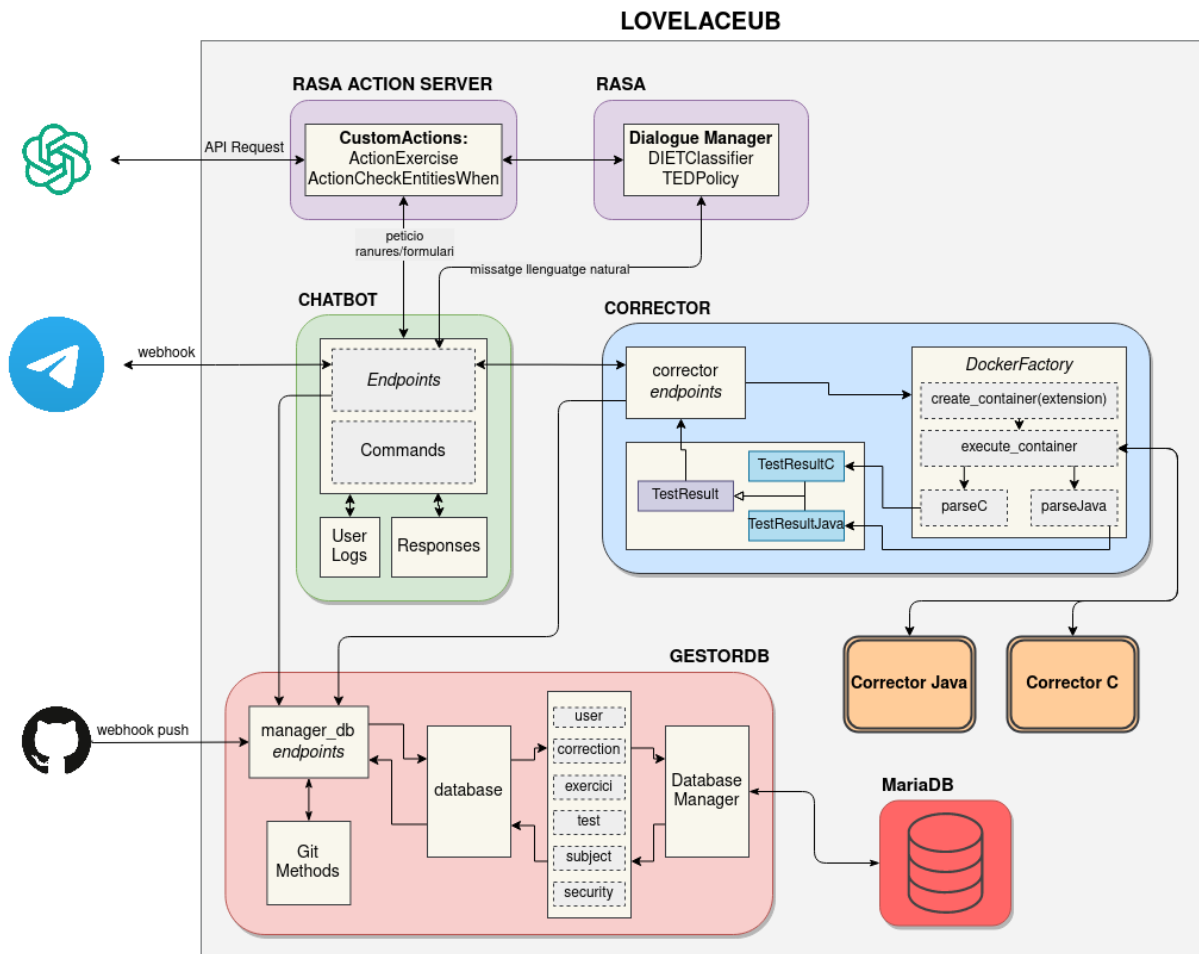 LOVELACEUB
RASA ACTION SERVER
RASA
CustomActions:
ActionExercise
ActionCheckEntitiesWhen
Dialogue Manager
DIETClassifier
TEDPolicy
API Request
peticio
ranures/formulari
missatge llenguatge natural
CHATBOT
CORRECTOR
webhook
Endpoints
Commands
User
Logs
Responses
corrector
endpoints
DockerFactory
create_container(extension)
execute_container
parseC
parseJava
TestResultC
TestResult
TestResultJava
Corrector Java
Corrector C
GESTORDB
webhook push
manager_db
endpoints
Git
Methods
database
user
correction
exercici
test
subject
security
Database
Manager
MariaDB